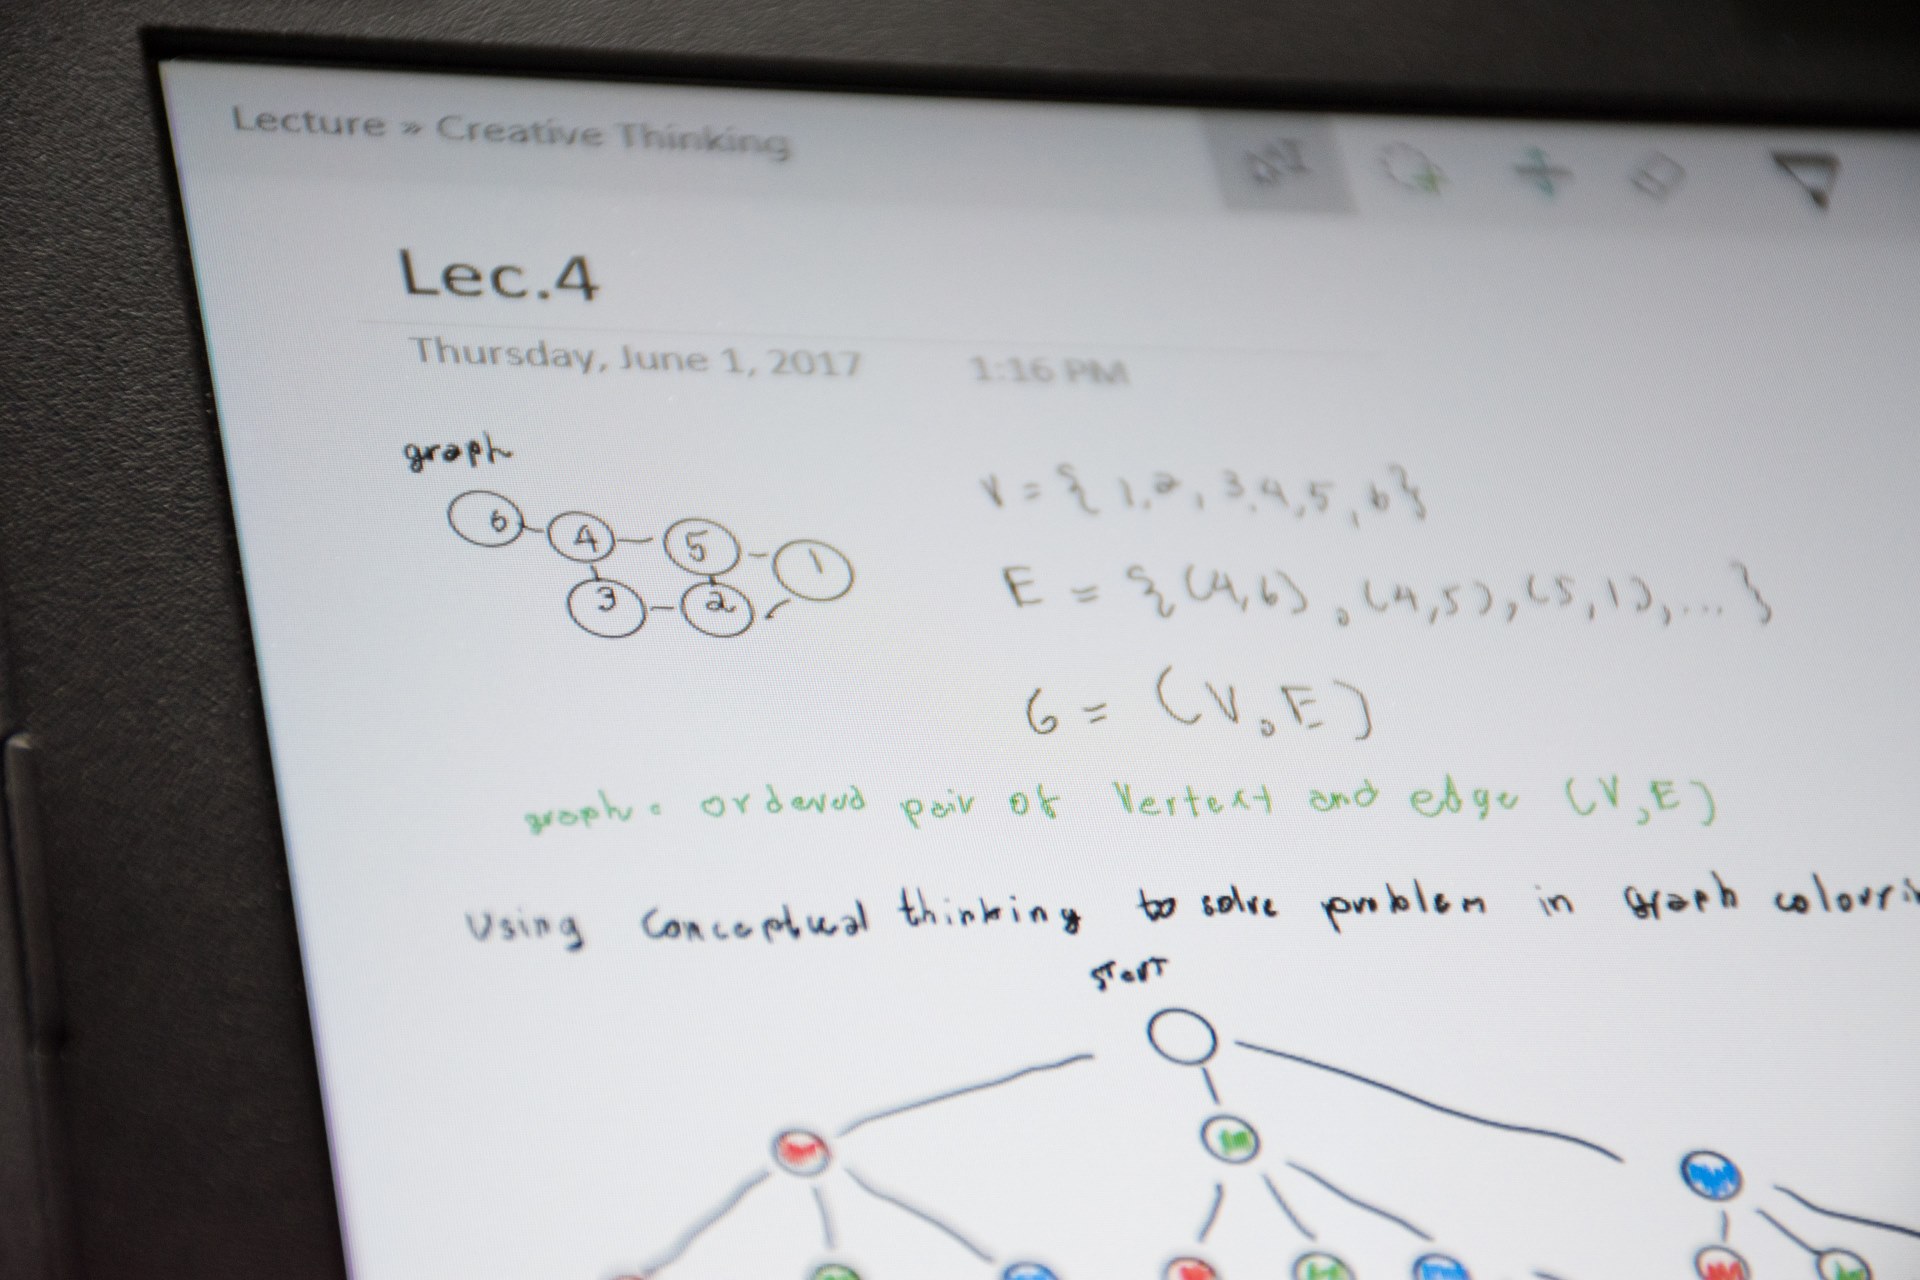 Lecture » Creative Thinking
Lec.4
Thursday, June 1, 2017 1:16 PM
graph
6 4 5 1
3 2
V = { 1,2, 3,4,5,6}
E = {(4,6), (4,5), (5,1), ... }
G = (V,E)
graph = ordered pair of Vertext and edge (V,E)
Using Conceptual thinking to solve problem in graph colouri
start